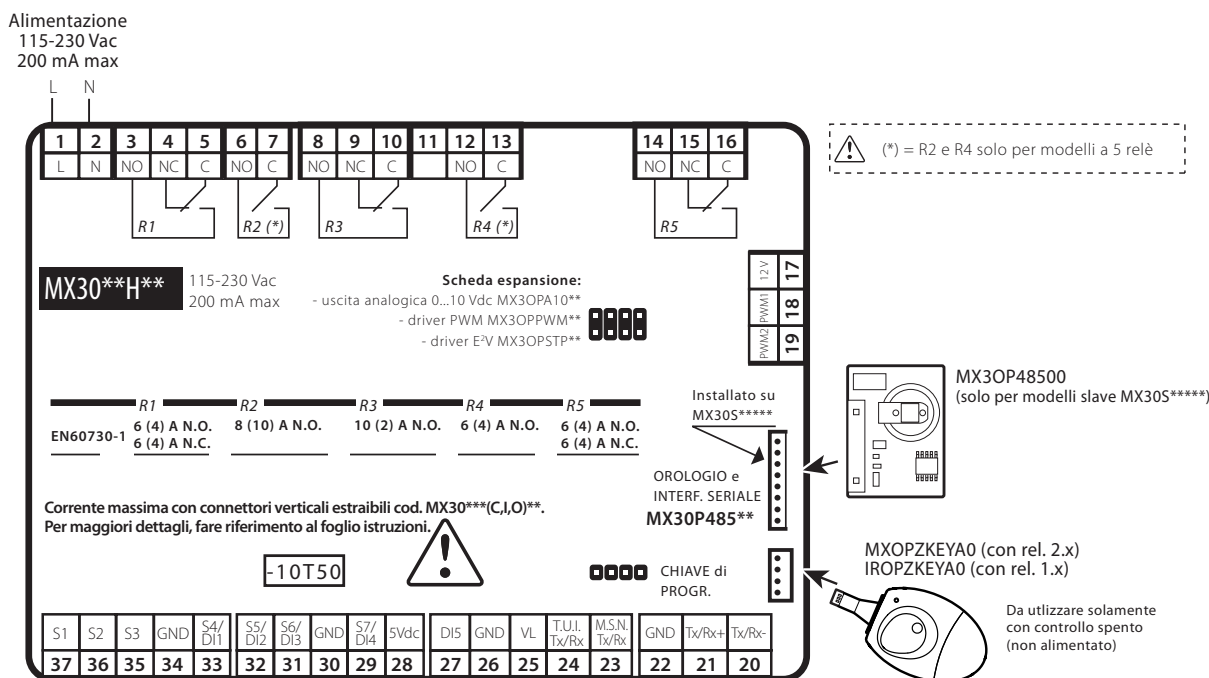 Alimentazione
115-230 Vac
200 mA max
L N
1 2 3 4 5 6 7 8 9 10 11 12 13 14 15 16
L N NO NC C NO C NO NC C NO C NO NC C
R1 R2 (*) R3 R4 (*) R5
(*) = R2 e R4 solo per modelli a 5 relè
MX30**H**
115-230 Vac
200 mA max
Scheda espansione:
- uscita analogica 0...10 Vdc MX3OPA10**
- driver PWM MX3OPPWM**
- driver E²V MX3OPSTP**
12 V 17
PWM1 18
PWM2 19
R1 R2 R3 R4 R5
EN60730-1
6 (4) A N.O. 8 (10) A N.O. 10 (2) A N.O. 6 (4) A N.O. 6 (4) A N.O.
6 (4) A N.C. 6 (4) A N.C.
Installato su
MX30S*****
MX3OP48500
(solo per modelli slave MX30S*****)
OROLOGIO e
INTERF. SERIALE
MX30P485**
Corrente massima con connettori verticali estraibili cod. MX30***(C,I,O)**.
Per maggiori dettagli, fare riferimento al foglio istruzioni.
-10T50
CHIAVE di
PROGR.
MXOPZKEYA0 (con rel. 2.x)
IROPZKEYA0 (con rel. 1.x)
Da utlizzare solamente
con controllo spento
(non alimentato)
S1 S2 S3 GND S4/DI1 S5/DI2 S6/DI3 GND S7/DI4 5Vdc DI5 GND VL T.U.I. Tx/Rx M.S.N. Tx/Rx GND Tx/Rx+ Tx/Rx-
37 36 35 34 33 32 31 30 29 28 27 26 25 24 23 22 21 20